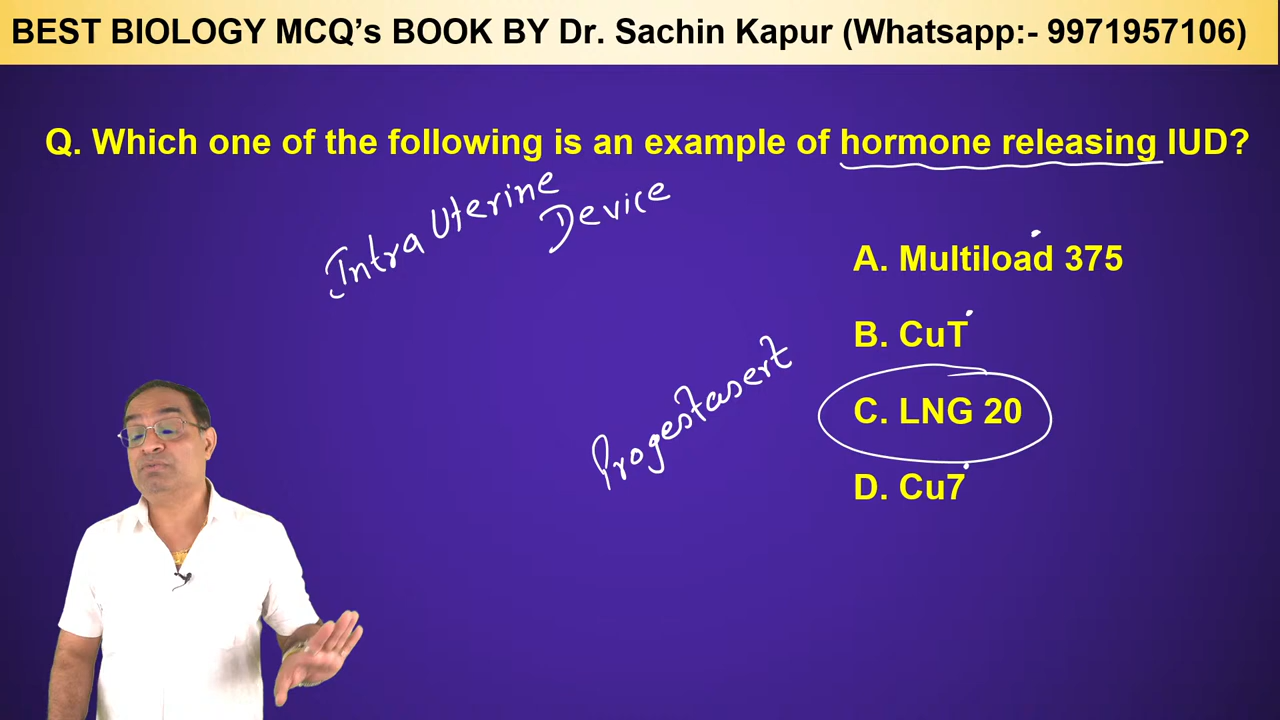 BEST BIOLOGY MCQ's BOOK BY Dr. Sachin Kapur (Whatsapp:- 9971957106)
Q. Which one of the following is an example of hormone releasing IUD?
Intra Uterine
Device
A. Multiload 375
B. CuT
Progestasert
C. LNG 20
D. Cu7